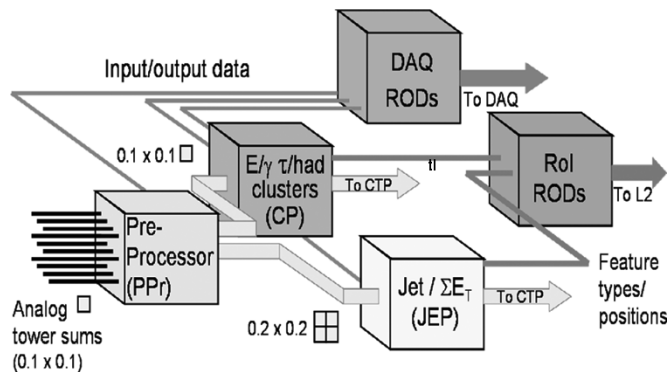 Input/output data
DAQ
RODs
To DAQ
0.1 x 0.1
E/γ τ/had
clusters
(CP)
To CTP
tl
RoI
RODs
To L2
Pre-
Processor
(PPr)
Analog
tower sums
(0.1 x 0.1)
0.2 x 0.2
Jet / ΣET
(JEP)
To CTP
Feature
types/
positions